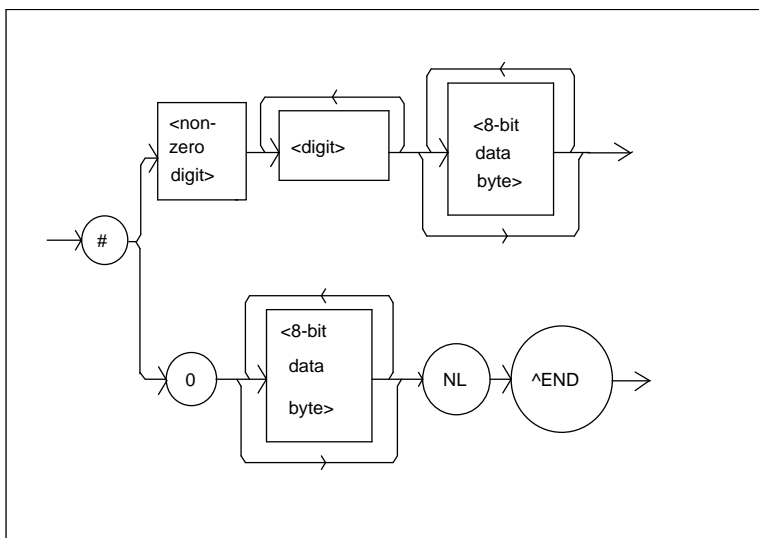 <non-
zero
digit>
<digit>
<8-bit
data
byte>
#
0
<8-bit
data
byte>
NL
^END